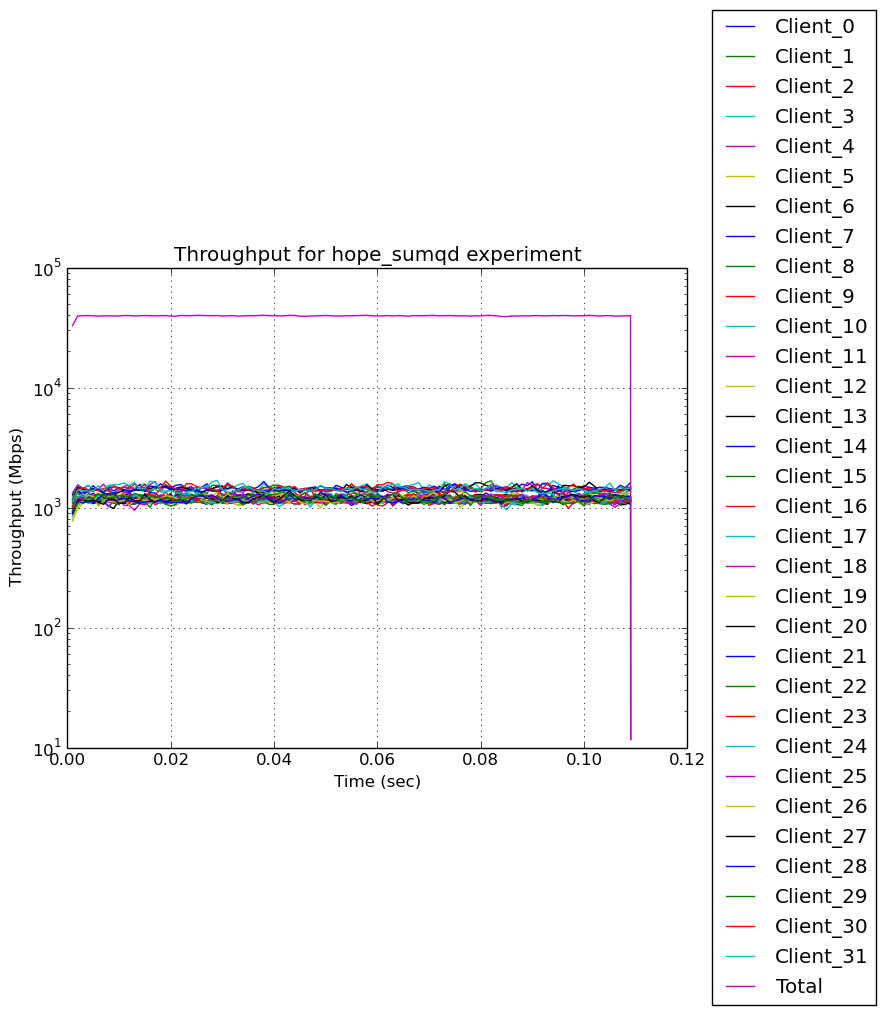 Throughput for hope_sumqd experiment
10^5
10^4
10^3
10^2
10^1
Throughput (Mbps)
0.00 0.02 0.04 0.06 0.08 0.10 0.12
Time (sec)
Client_0
Client_1
Client_2
Client_3
Client_4
Client_5
Client_6
Client_7
Client_8
Client_9
Client_10
Client_11
Client_12
Client_13
Client_14
Client_15
Client_16
Client_17
Client_18
Client_19
Client_20
Client_21
Client_22
Client_23
Client_24
Client_25
Client_26
Client_27
Client_28
Client_29
Client_30
Client_31
Total